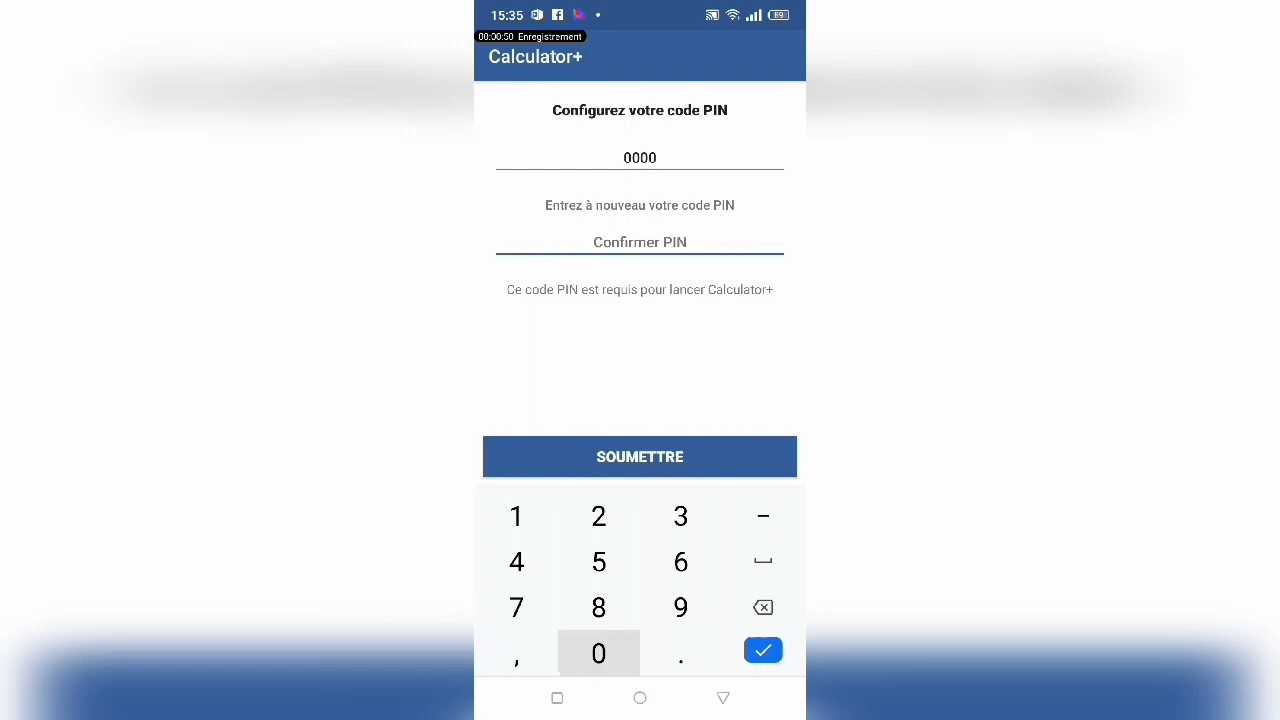 15:35 89
00:00:50 Enregistrement
Calculator+
Configurez votre code PIN
0000
Entrez à nouveau votre code PIN
Confirmer PIN
Ce code PIN est requis pour lancer Calculator+
SOUMETTRE
1 2 3 –
4 5 6
7 8 9
, 0 .